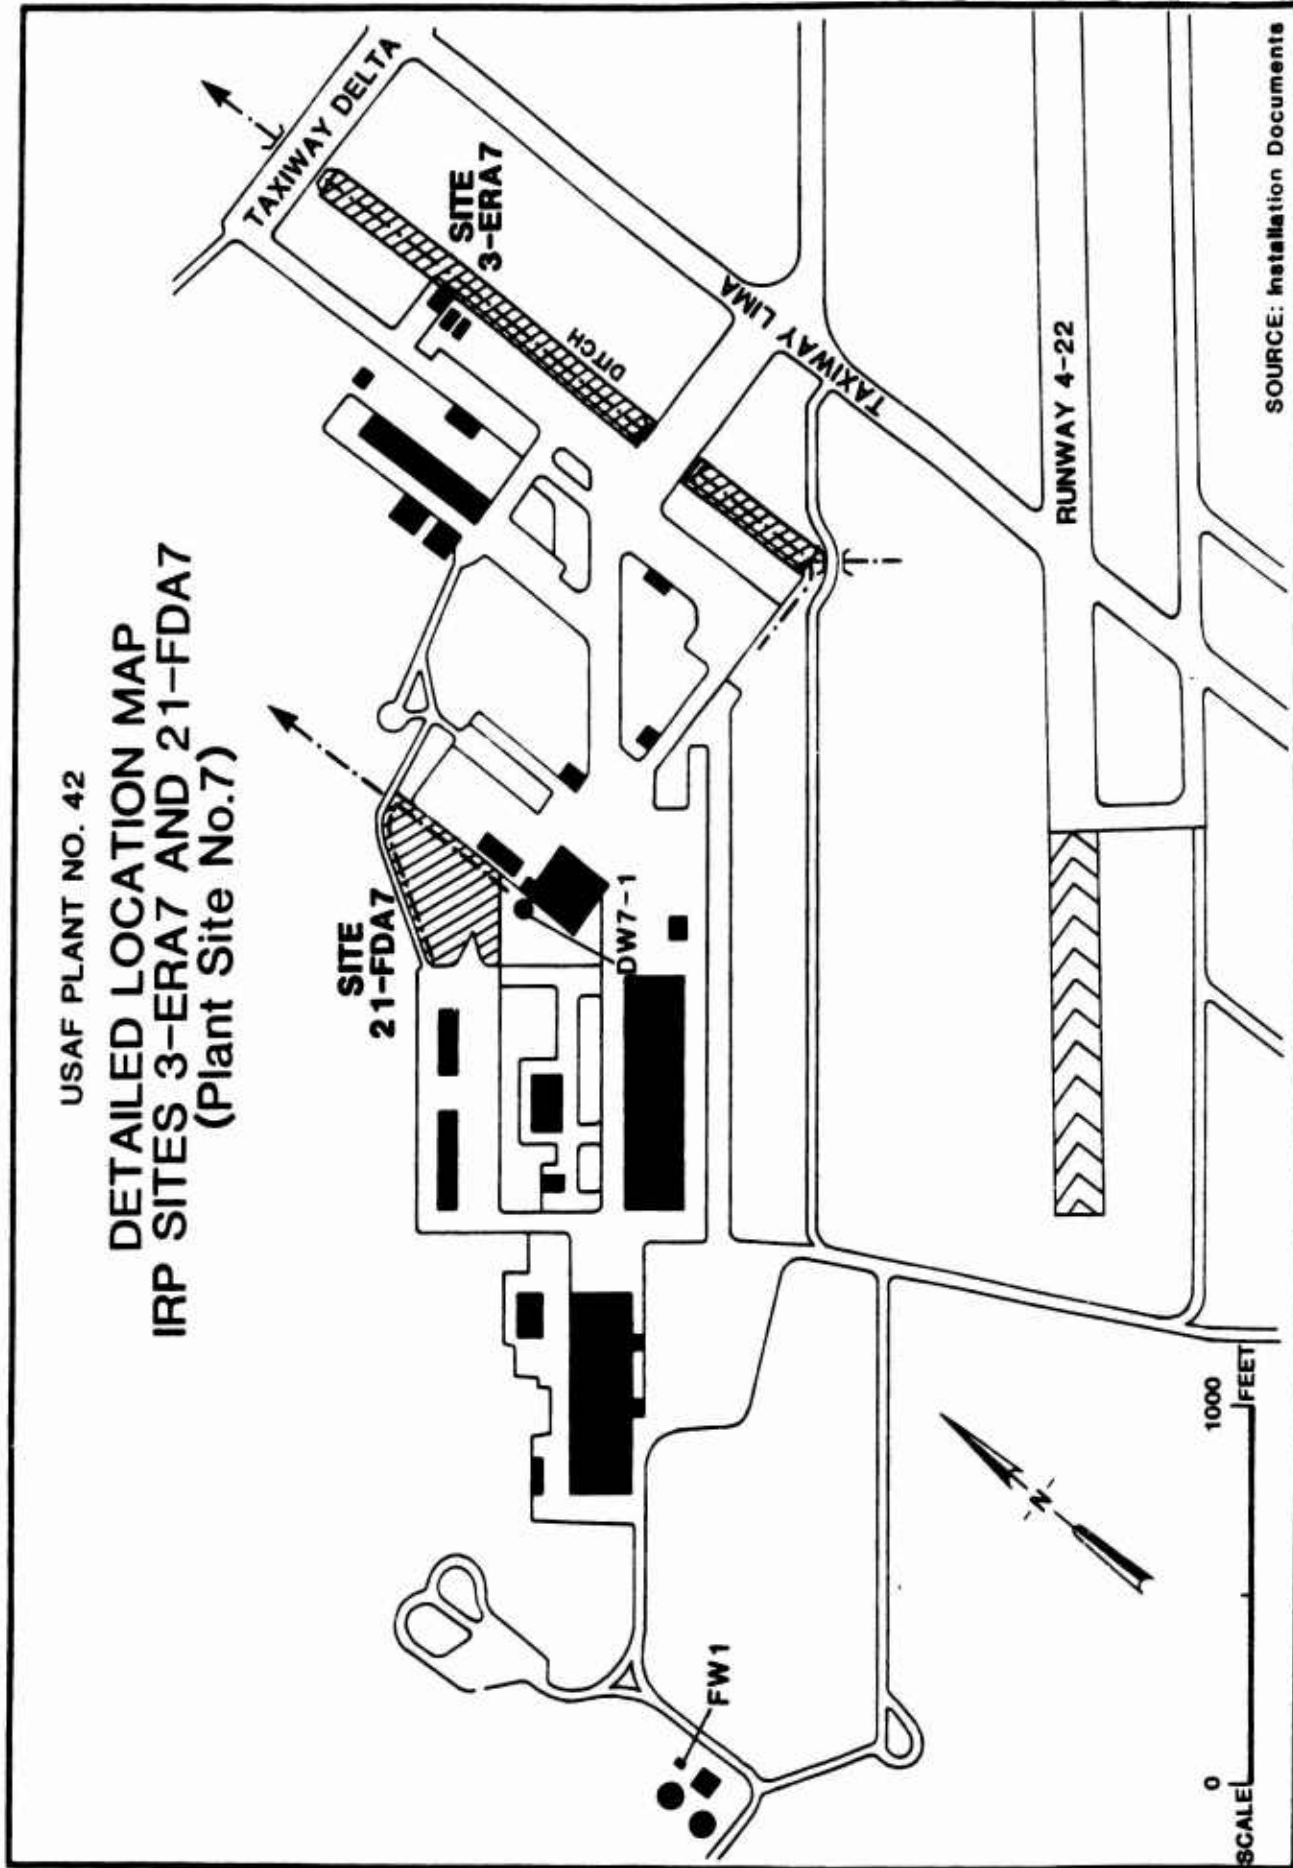 USAF PLANT NO. 42
DETAILED LOCATION MAP
IRP SITES 3-ERA7 AND 21-FDA7
(Plant Site No.7)
TAXIWAY DELTA
SITE
3-ERA7
DITCH
TAXIWAY LIMA
RUNWAY 4-22
SITE
21-FDA7
DW7-1
FW1
-N-
SCALE
0
1000
FEET
SOURCE: Installation Documents